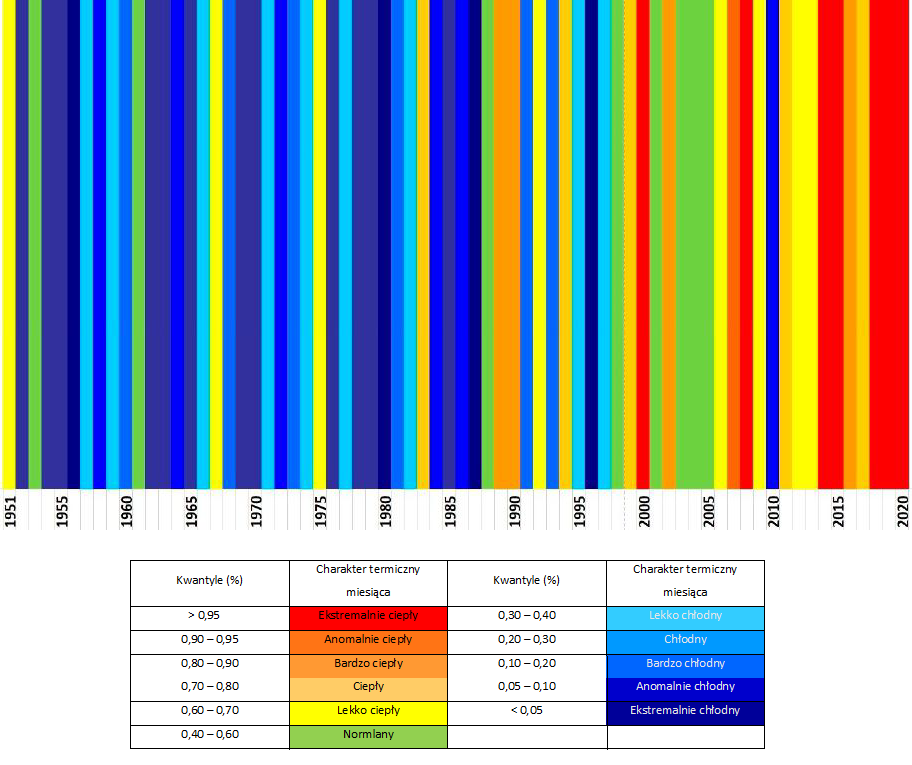 1951 1955 1960 1965 1970 1975 1980 1985 1990 1995 2000 2005 2010 2015 2020
Kwantyle (%) Charakter termiczny miesiąca Kwantyle (%) Charakter termiczny miesiąca
> 0,95 Ekstremalnie ciepły 0,30 – 0,40 Lekko chłodny
0,90 – 0,95 Anomalnie ciepły 0,20 – 0,30 Chłodny
0,80 – 0,90 Bardzo ciepły 0,10 – 0,20 Bardzo chłodny
0,70 – 0,80 Ciepły 0,05 – 0,10 Anomalnie chłodny
0,60 – 0,70 Lekko ciepły < 0,05 Ekstremalnie chłodny
0,40 – 0,60 Normlany